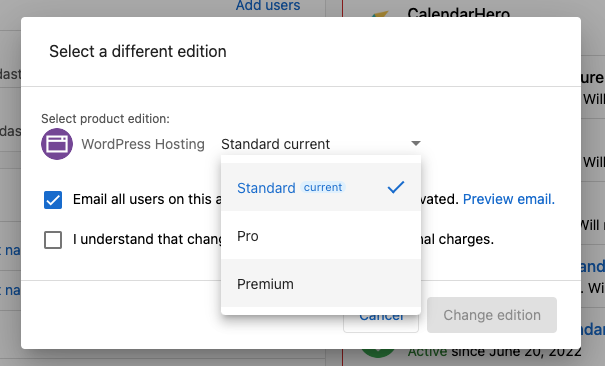 Add users
CalendarHero
Select a different edition
Select product edition:
WordPress Hosting Standard current
Standard current
Email all users on this a vated. Preview email.
I understand that chang nal charges.
Pro
Premium
Cancel Change edition
Active since June 20, 2022